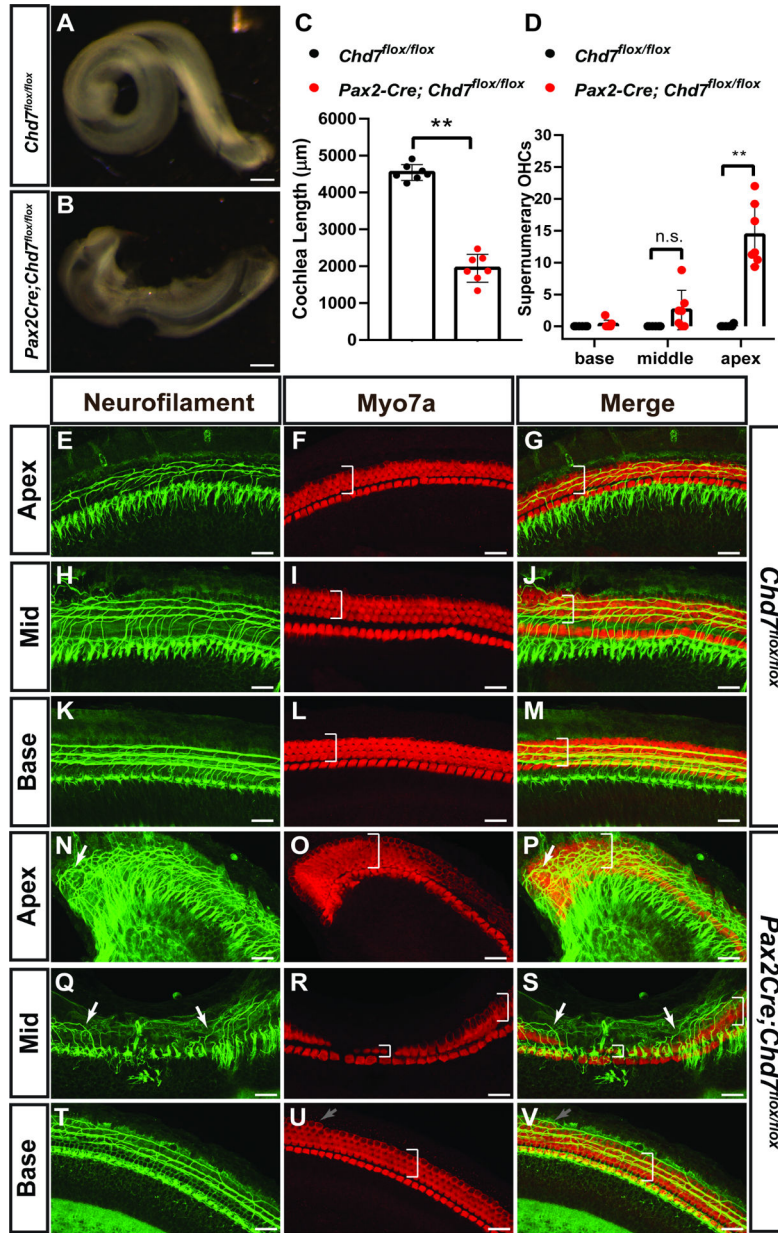 A
B
Chd7flox/flox
Pax2Cre;Chd7flox/flox
C
Chd7flox/flox
Pax2-Cre; Chd7flox/flox
**
Cochlea Length (μm)
6000
5000
4000
3000
2000
1000
0
D
Chd7flox/flox
Pax2-Cre; Chd7flox/flox
**
n.s.
Supernumerary OHCs
30
25
20
15
10
5
0
base middle apex
Neurofilament Myo7a Merge
Apex E F G
Mid H I J
Base K L M
Chd7flox/flox
Apex N O P
Mid Q R S
Base T U V
Pax2Cre;Chd7flox/flox